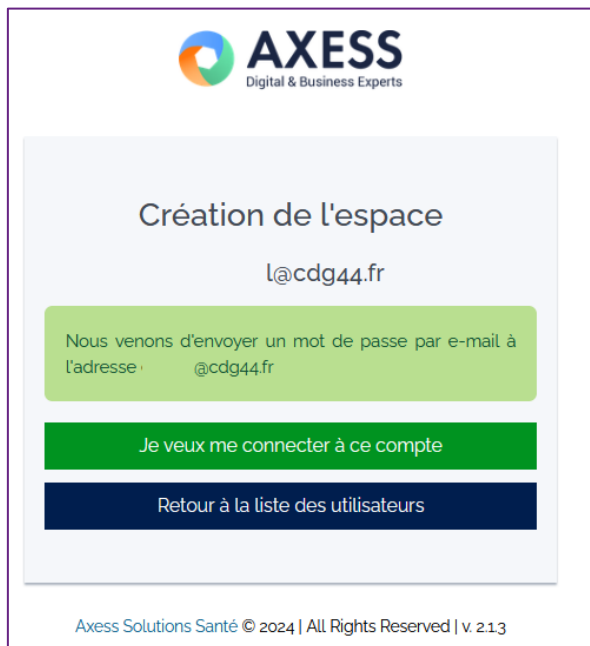 AXESS
Digital & Business Experts
Création de l'espace
l@cdg44.fr
Nous venons d'envoyer un mot de passe par e-mail à
l'adresse @cdg44.fr
Je veux me connecter à ce compte
Retour à la liste des utilisateurs
Axess Solutions Santé © 2024 | All Rights Reserved | v. 2.1.3